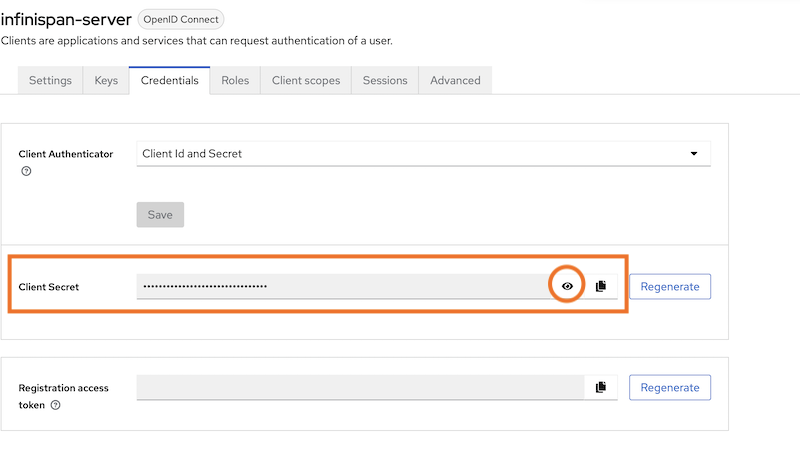 infinispan-server OpenID Connect
Clients are applications and services that can request authentication of a user.
Settings Keys Credentials Roles Client scopes Sessions Advanced
Client Authenticator Client Id and Secret
Save
Client Secret •••••••••••••••••••••••••••••••• Regenerate
Registration access Regenerate
token